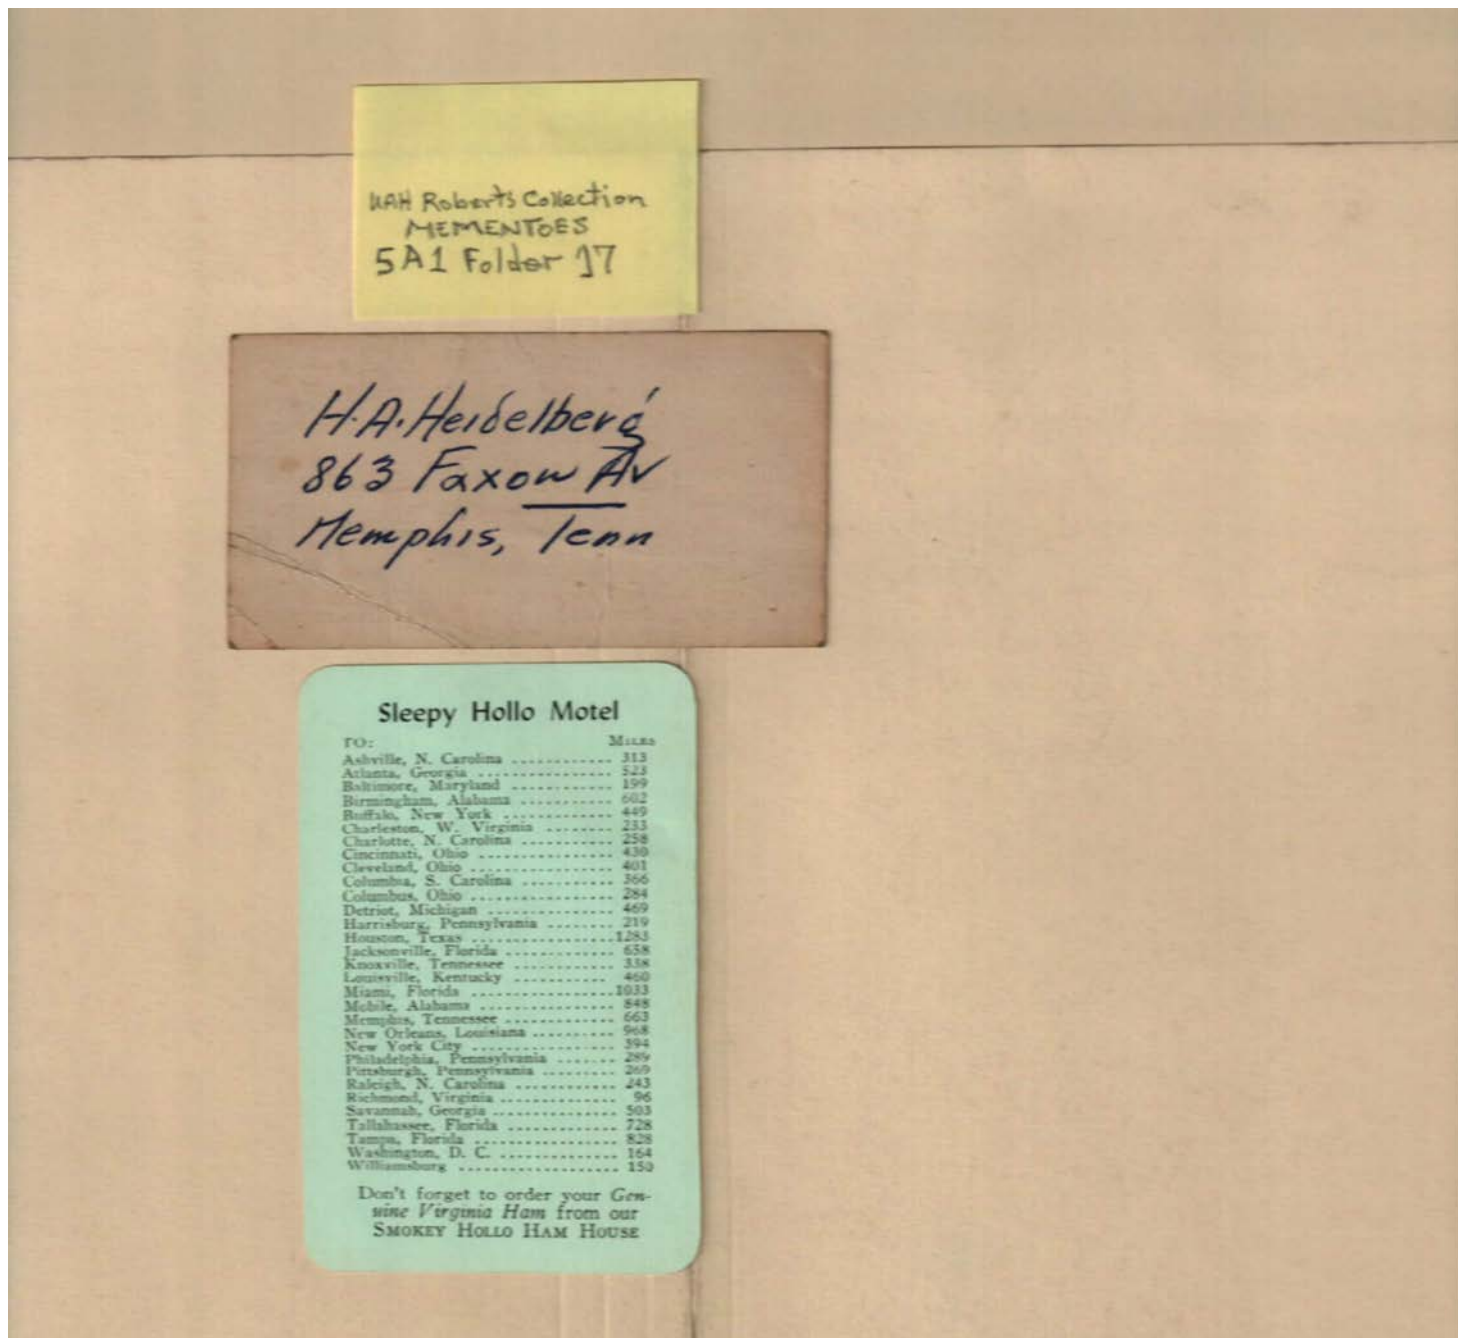 UAH Roberts Collection
MEMENTOES
5A1 Folder 17
H.A. Heidelberg
863 Faxon Av
Memphis, Tenn
Sleepy Hollo Motel
TO: MILES
Ashville, N. Carolina ............ 313
Atlanta, Georgia ................ 523
Baltimore, Maryland ............ 199
Birmingham, Alabama ........... 602
Buffalo, New York ............. 449
Charleston, W. Virginia ........ 233
Charlotte, N. Carolina ........... 258
Cincinnati, Ohio ................ 430
Cleveland, Ohio ................. 401
Columbia, S. Carolina ........... 366
Columbus, Ohio ................. 284
Detriot, Michigan ............... 469
Harrisburg, Pennsylvania ........ 219
Houston, Texas .................1283
Jacksonville, Florida ............. 658
Knoxville, Tennessee ............ 338
Louisville, Kentucky ............. 460
Miami, Florida .................1033
Mobile, Alabama ................ 848
Memphis, Tennessee ............. 663
New Orleans, Louisiana .......... 968
New York City .................. 394
Philadelphia, Pennsylvania ....... 289
Pittsburgh, Pennsylvania ......... 269
Raleigh, N. Carolina ............ 243
Richmond, Virginia .............. 96
Savannah, Georgia ............... 503
Tallahassee, Florida ............. 728
Tampa, Florida ................. 828
Washington, D. C. .............. 164
Williamsburg ................... 150
Don't forget to order your Gen-
uine Virginia Ham from our
SMOKEY HOLLO HAM HOUSE